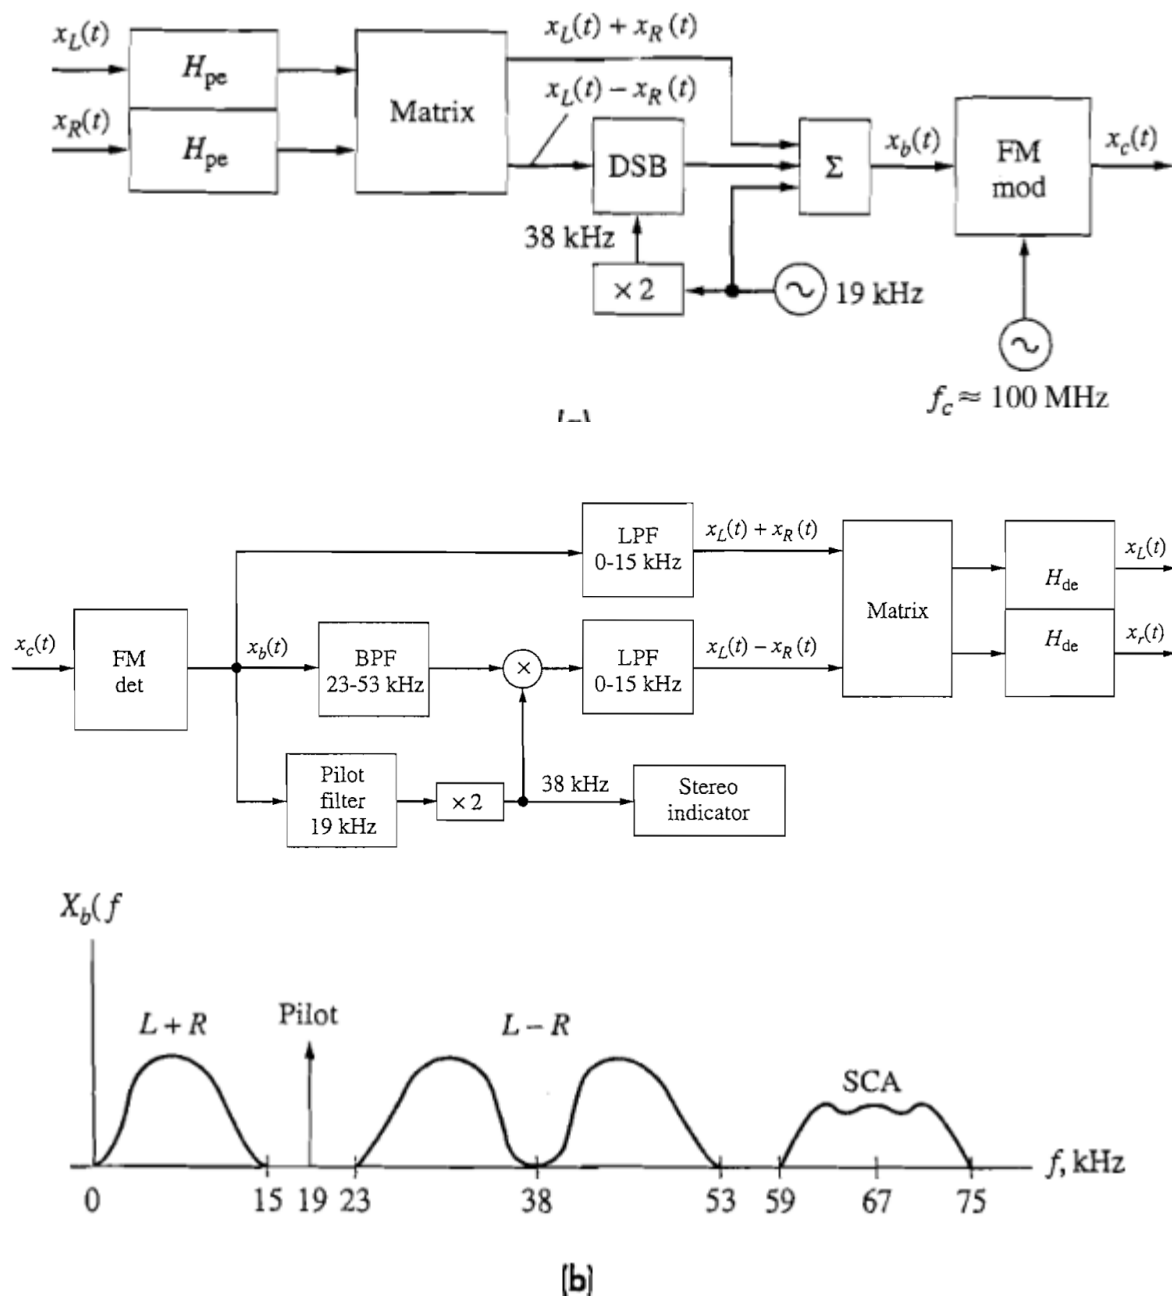 x_L(t)
H_pe
x_R(t)
H_pe
Matrix
x_L(t) + x_R(t)
x_L(t) – x_R(t)
DSB
38 kHz
× 2
19 kHz
Σ
x_b(t)
FM
mod
x_c(t)
f_c ≈ 100 MHz
x_c(t)
FM
det
x_b(t)
LPF
0-15 kHz
x_L(t) + x_R(t)
BPF
23-53 kHz
×
LPF
0-15 kHz
x_L(t) – x_R(t)
Pilot
filter
19 kHz
× 2
38 kHz
Stereo
indicator
Matrix
H_de
x_L(t)
H_de
x_r(t)
X_b(f
L + R
Pilot
L – R
SCA
0 15 19 23 38 53 59 67 75
f, kHz
(b)